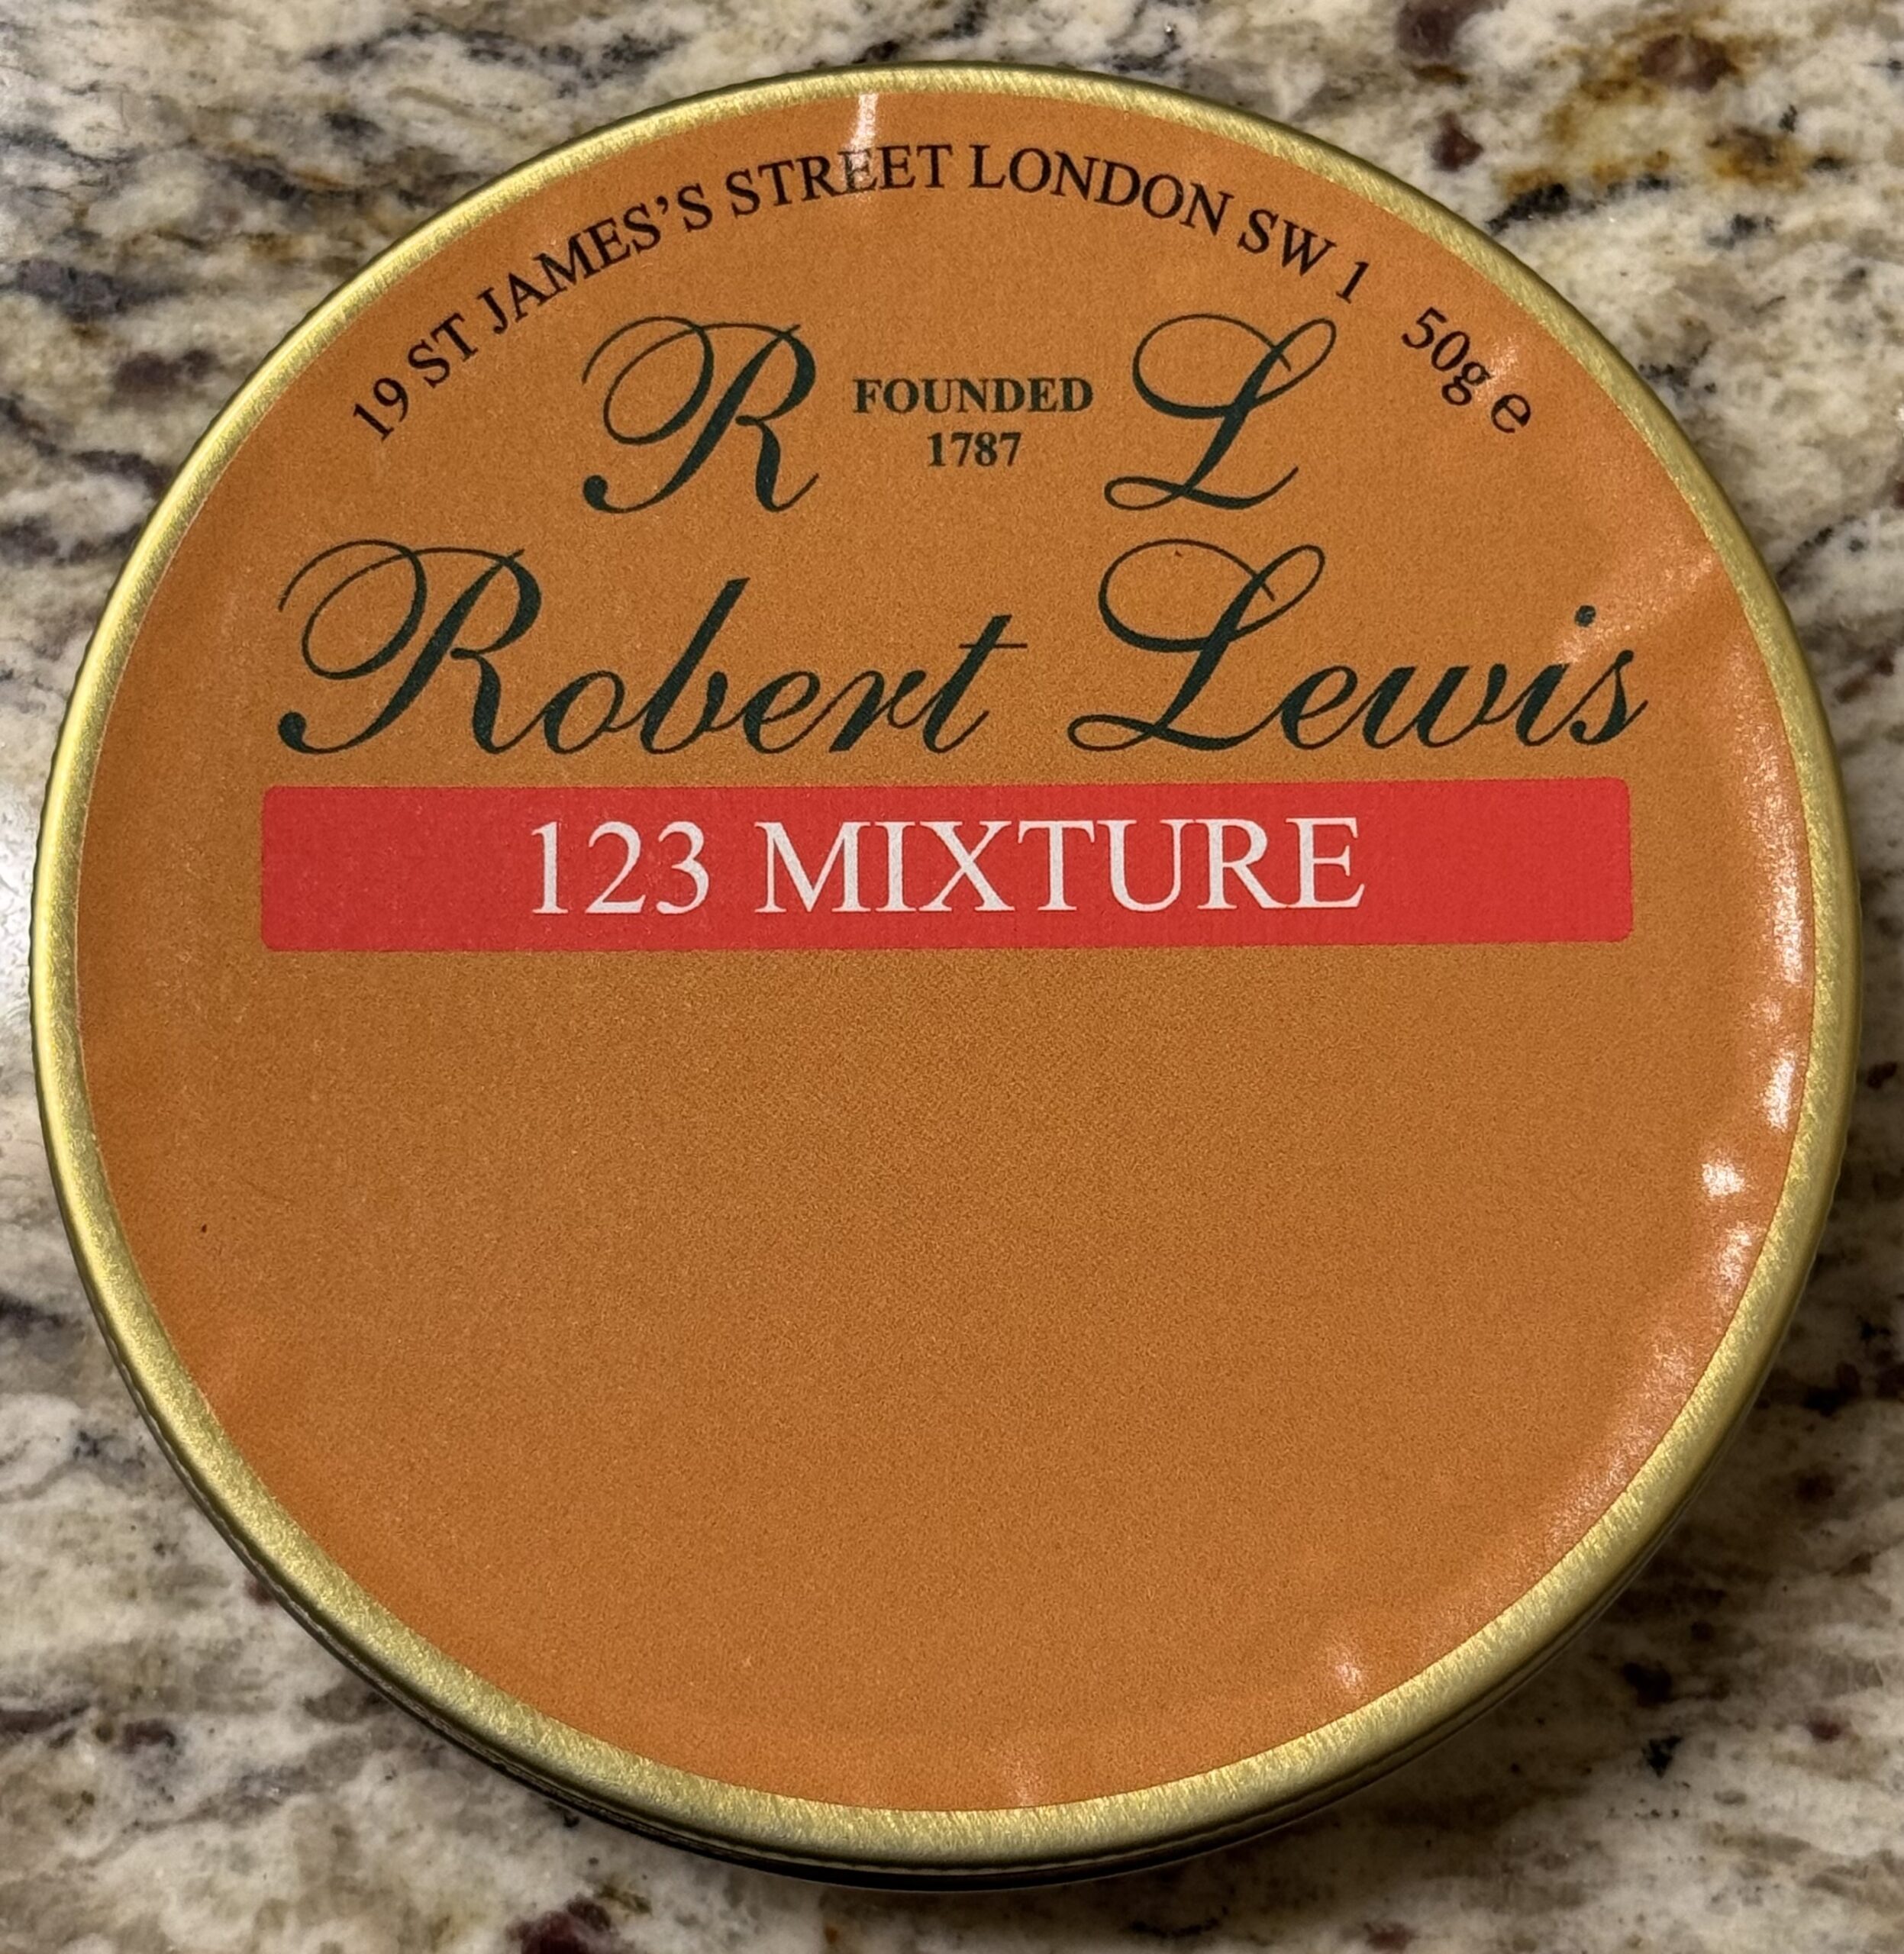 19 ST JAMES’S STREET LONDON SW 1 50g ℮
R FOUNDED L
1787
Robert Lewis
123 MIXTURE